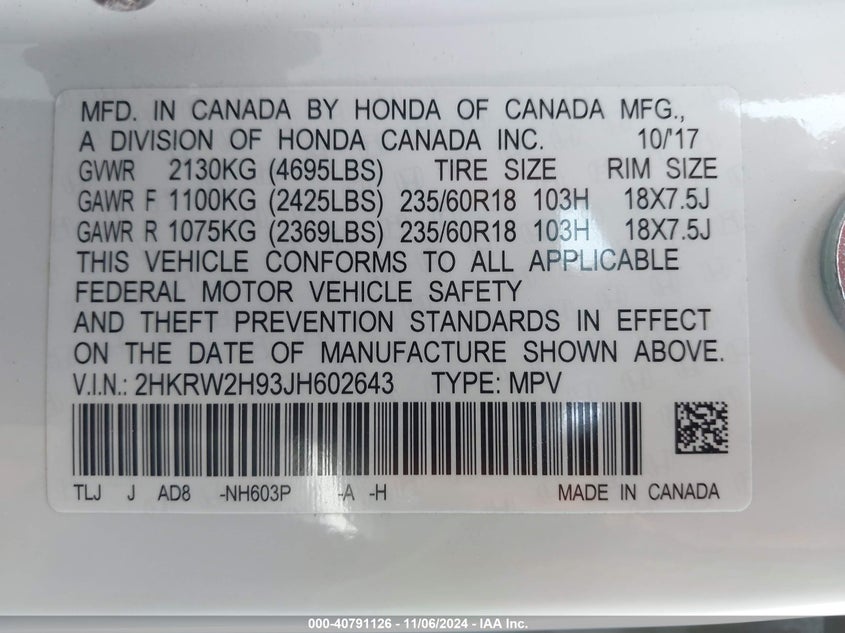 MFD. IN CANADA BY HONDA OF CANADA MFG.,
A DIVISION OF HONDA CANADA INC. 10/'17
GVWR 2130KG (4695LBS) TIRE SIZE RIM SIZE
GAWR F 1100KG (2425LBS) 235/60R18 103H 18X7.5J
GAWR R 1075KG (2369LBS) 235/60R18 103H 18X7.5J
THIS VEHICLE CONFORMS TO ALL APPLICABLE
FEDERAL MOTOR VEHICLE SAFETY
AND THEFT PREVENTION STANDARDS IN EFFECT
ON THE DATE OF MANUFACTURE SHOWN ABOVE.
V.I.N.: 2HKRW2H93JH602643 TYPE: MPV
TLJ J AD8 -NH603P -A -H MADE IN CANADA
000-40791126 - 11/06/2024 - IAA Inc.